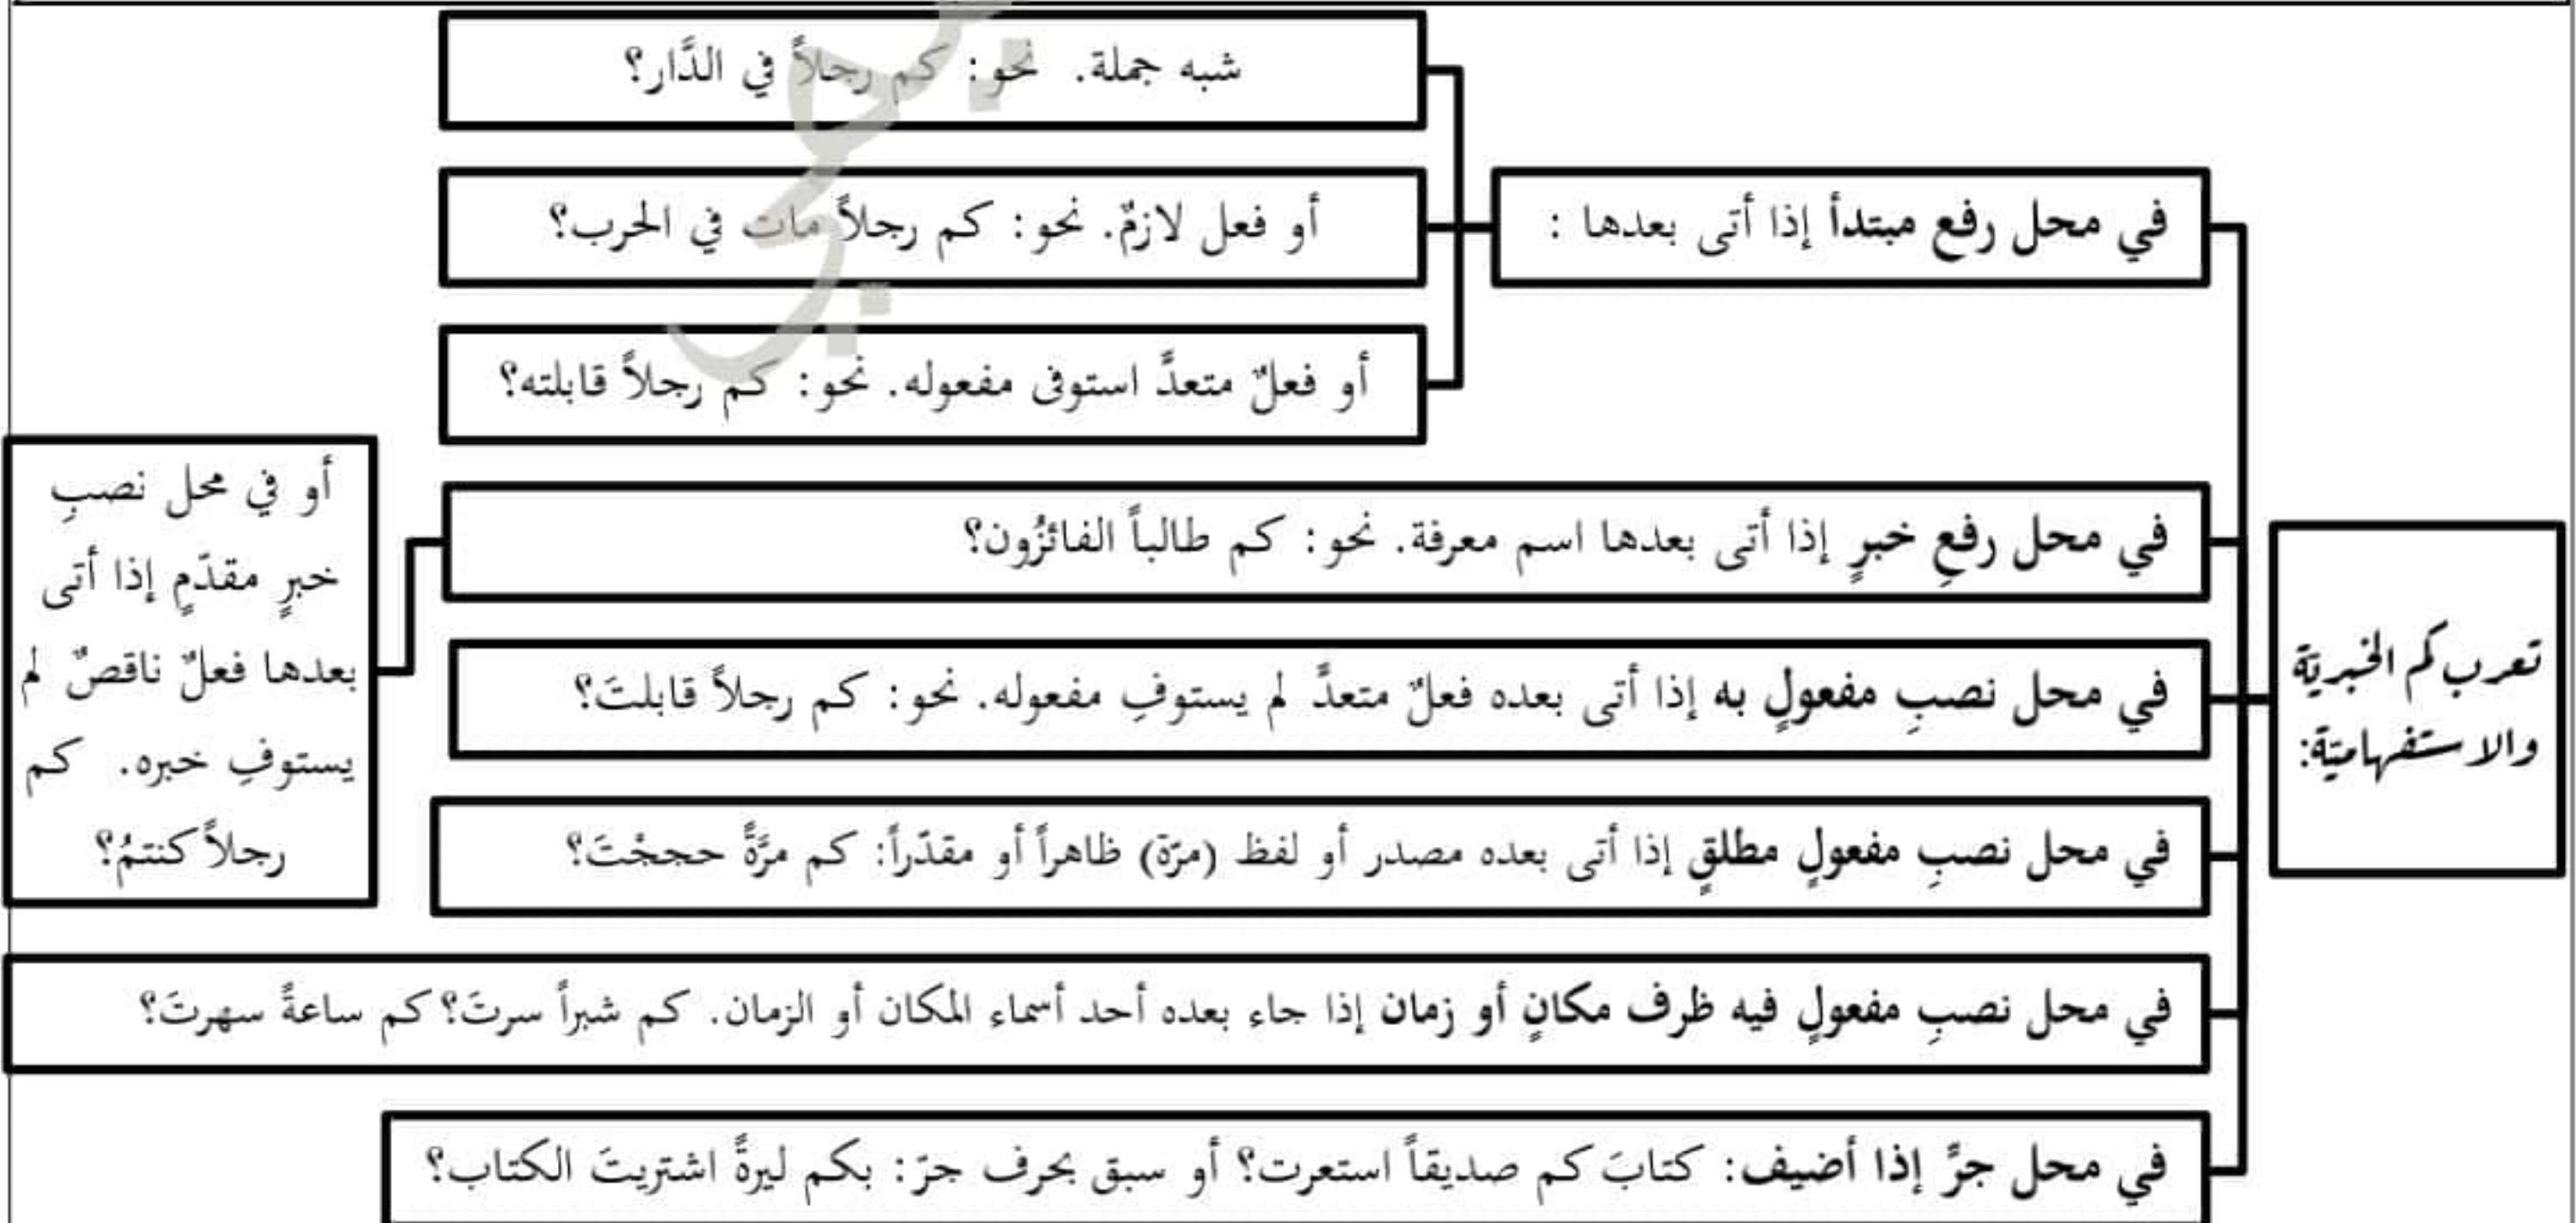 تعرب كم الخبريّة
والاستفهاميّة:
في محل رفع مبتدأ إذا أتى بعدها :
شبه جملة. نحو: كم رجلاً في الدَّار؟
أو فعل لازمٌ. نحو: كم رجلاً مات في الحرب؟
أو فعلٌ متعدٍّ استوفى مفعوله. نحو: كم رجلاً قابلته؟
في محل رفعِ خبرٍ إذا أتى بعدها اسم معرفة. نحو: كم طالباً الفائزُون؟
أو في محل نصبِ
خبرٍ مقدّمٍ إذا أتى
بعدها فعلٌ ناقصٌ لم
يستوفِ خبره. كم
رجلاً كنتمُ؟
في محل نصبِ مفعولٍ به إذا أتى بعده فعلٌ متعدٍّ لم يستوفِ مفعوله. نحو: كم رجلاً قابلتَ؟
في محل نصبِ مفعولٍ مطلقٍ إذا أتى بعده مصدر أو لفظ (مرّة) ظاهراً أو مقدّراً: كم مرَّةً حججْتَ؟
في محل نصبِ مفعولٍ فيه ظرف مكانٍ أو زمان إذا جاء بعده أحد أسماء المكان أو الزمان. كم شبراً سرتَ؟ كم ساعةً سهرتَ؟
في محل جرٍّ إذا أضيف: كتابَ كم صديقاً استعرت؟ أو سبق بحرف جرّ: بكم ليرةً اشتريتَ الكتاب؟